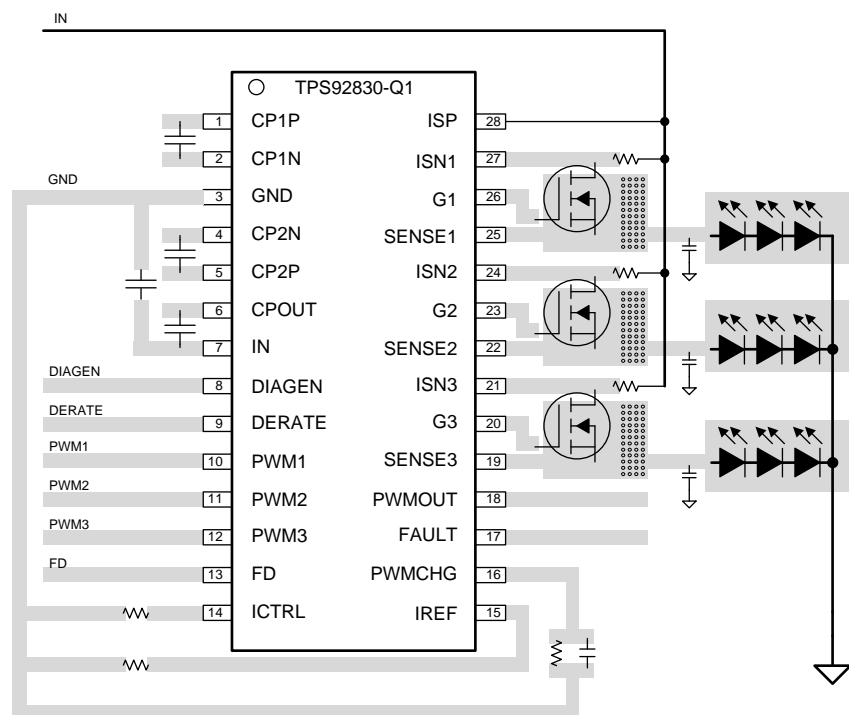 IN
TPS92830-Q1
1 CP1P ISP 28
2 CP1N ISN1 27
GND
3 GND G1 26
4 CP2N SENSE1 25
5 CP2P ISN2 24
6 CPOUT G2 23
7 IN SENSE2 22
DIAGEN
8 DIAGEN ISN3 21
DERATE
9 DERATE G3 20
PWM1
10 PWM1 SENSE3 19
PWM2
11 PWM2 PWMOUT 18
PWM3
12 PWM3 FAULT 17
FD
13 FD PWMCHG 16
14 ICTRL IREF 15